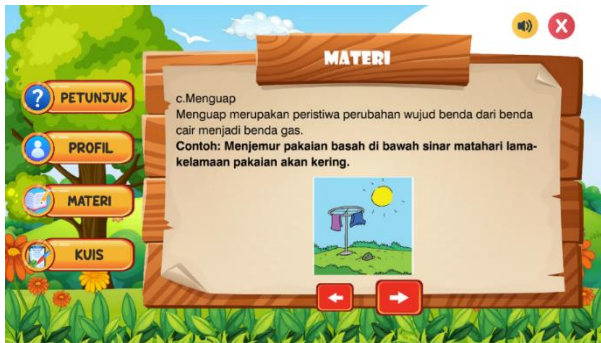 MATERI
PETUNJUK
PROFIL
MATERI
KUIS
c.Menguap
Menguap merupakan peristiwa perubahan wujud benda dari benda
cair menjadi benda gas.
Contoh: Menjemur pakaian basah di bawah sinar matahari lama-
kelamaan pakaian akan kering.